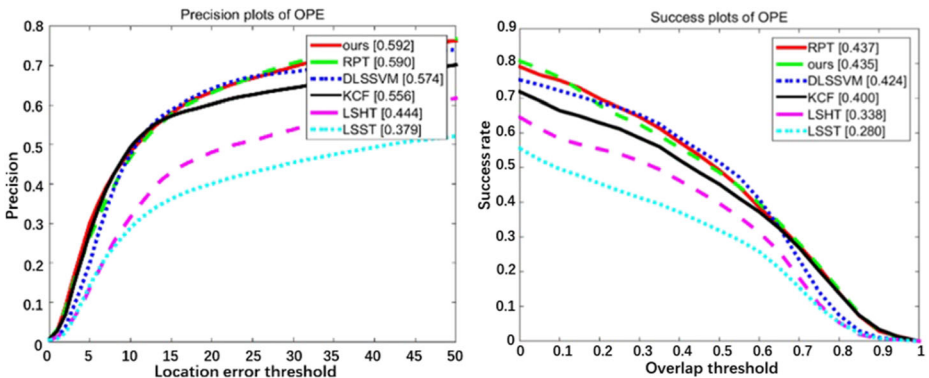 Precision plots of OPE
Precision
0.8
0.7
0.6
0.5
0.4
0.3
0.2
0.1
0
ours [0.592]
RPT [0.590]
DLSSVM [0.574]
KCF [0.556]
LSHT [0.444]
LSST [0.379]
0 5 10 15 20 25 30 35 40 45 50
Location error threshold
Success plots of OPE
Success rate
0.9
0.8
0.7
0.6
0.5
0.4
0.3
0.2
0.1
0
RPT [0.437]
ours [0.435]
DLSSVM [0.424]
KCF [0.400]
LSHT [0.338]
LSST [0.280]
0 0.1 0.2 0.3 0.4 0.5 0.6 0.7 0.8 0.9 1
Overlap threshold